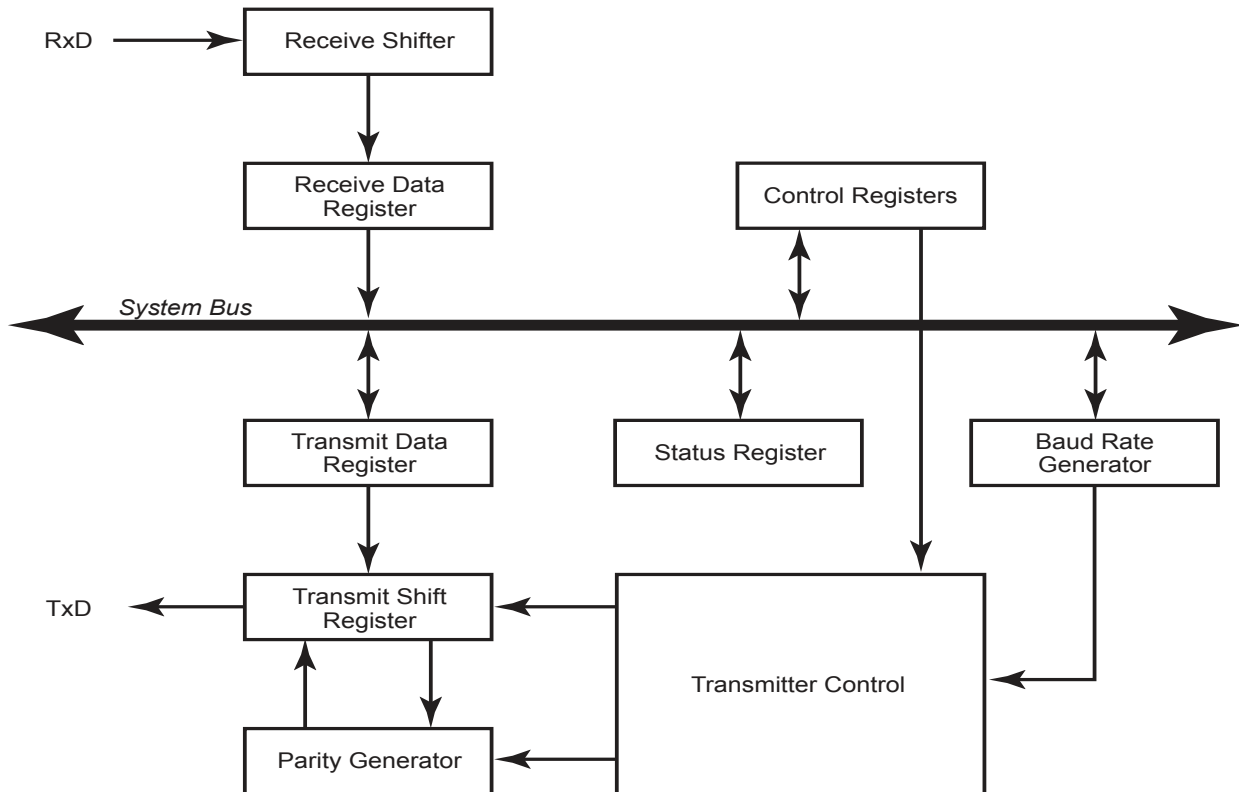 RxD
Receive Shifter
Receive Data
Register
Control Registers
System Bus
Transmit Data
Register
Status Register
Baud Rate
Generator
TxD
Transmit Shift
Register
Transmitter Control
Parity Generator